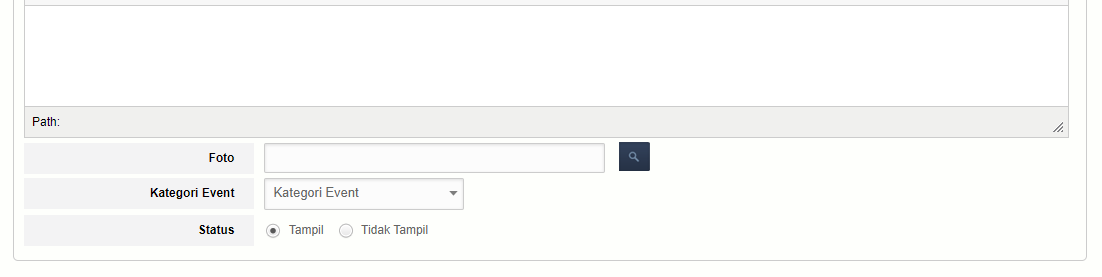 Path:
Foto
Kategori Event Kategori Event
Status Tampil Tidak Tampil